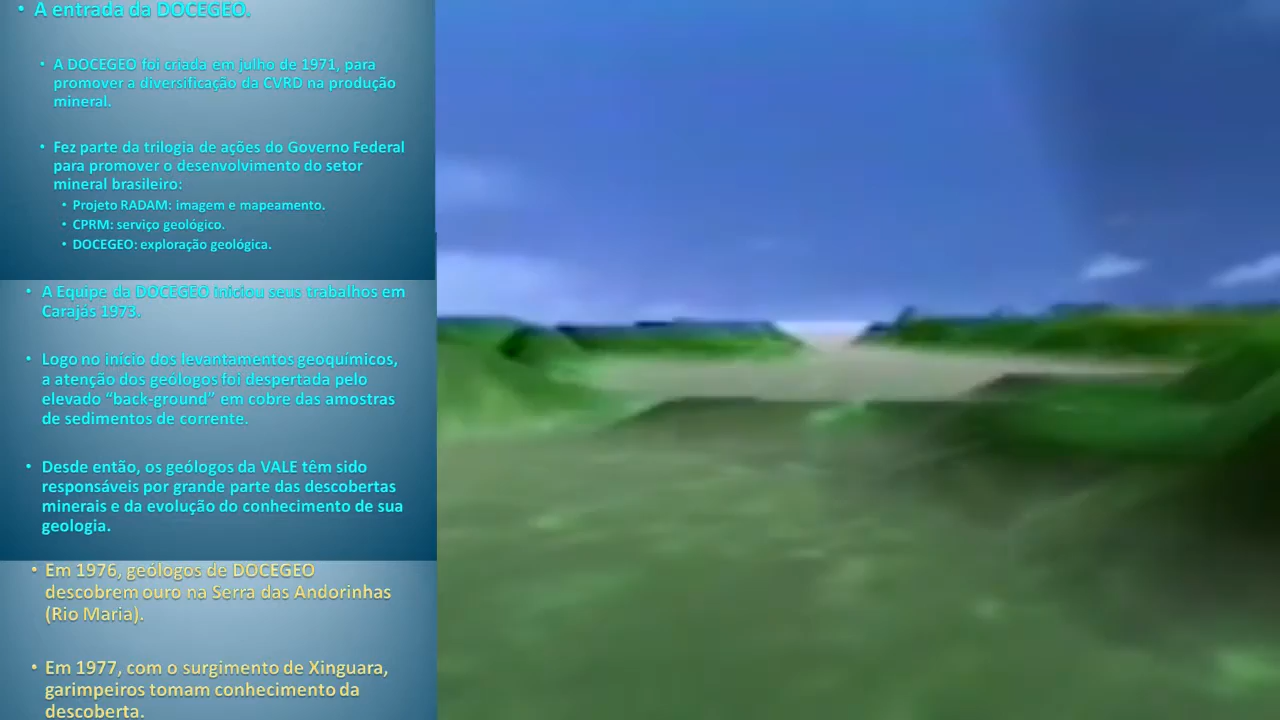 • A entrada da DOCEGEO.
• A DOCEGEO foi criada em julho de 1971, para
promover a diversificação da CVRD na produção
mineral.
• Fez parte da trilogia de ações do Governo Federal
para promover o desenvolvimento do setor
mineral brasileiro:
• Projeto RADAM: imagem e mapeamento.
• CPRM: serviço geológico.
• DOCEGEO: exploração geológica.
• A Equipe da DOCEGEO iniciou seus trabalhos em
Carajás 1973.
• Logo no início dos levantamentos geoquímicos,
a atenção dos geólogos foi despertada pelo
elevado “back-ground” em cobre das amostras
de sedimentos de corrente.
• Desde então, os geólogos da VALE têm sido
responsáveis por grande parte das descobertas
minerais e da evolução do conhecimento de sua
geologia.
• Em 1976, geólogos de DOCEGEO
descobrem ouro na Serra das Andorinhas
(Rio Maria).
• Em 1977, com o surgimento de Xinguara,
garimpeiros tomam conhecimento da
descoberta.